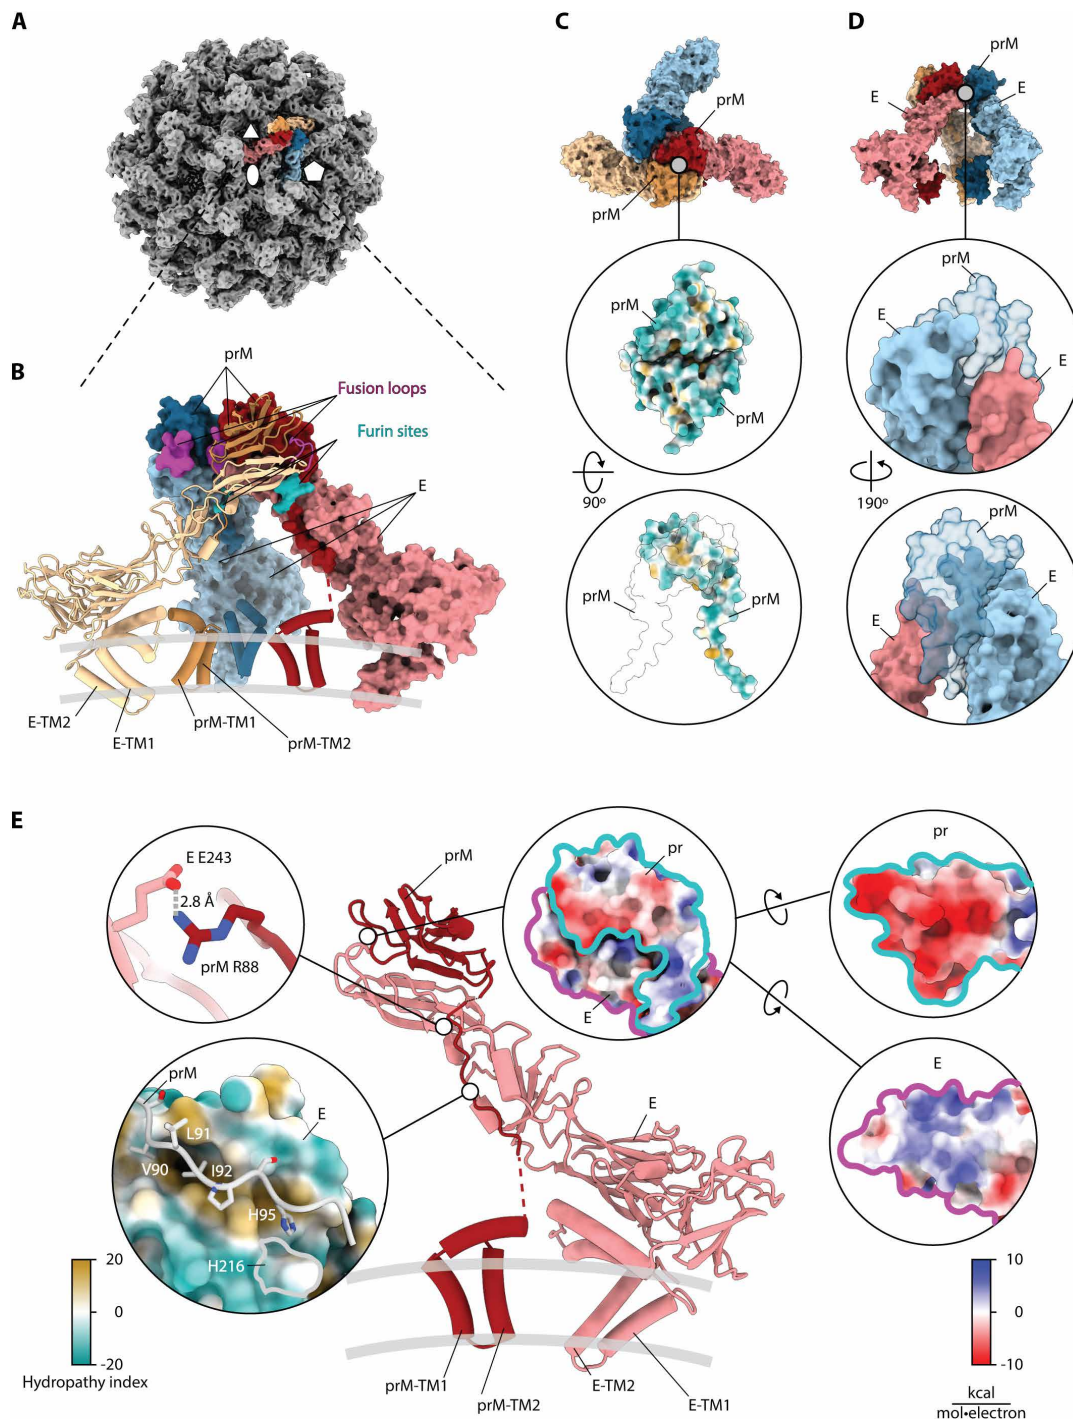 A
B
prM
Fusion loops
Furin sites
E
E-TM2
E-TM1
prM-TM1
prM-TM2
C
prM
prM
prM
prM
90º
prM
prM
D
prM
E
E
prM
E
E
190º
prM
E
E
E
E E243
2.8 Å
prM R88
prM
pr
E
pr
E
prM
E
L91
V90
I92
H95
H216
E
20
0
-20
Hydropathy index
prM-TM1
prM-TM2
E-TM2
E-TM1
10
0
-10
kcal
mol•electron